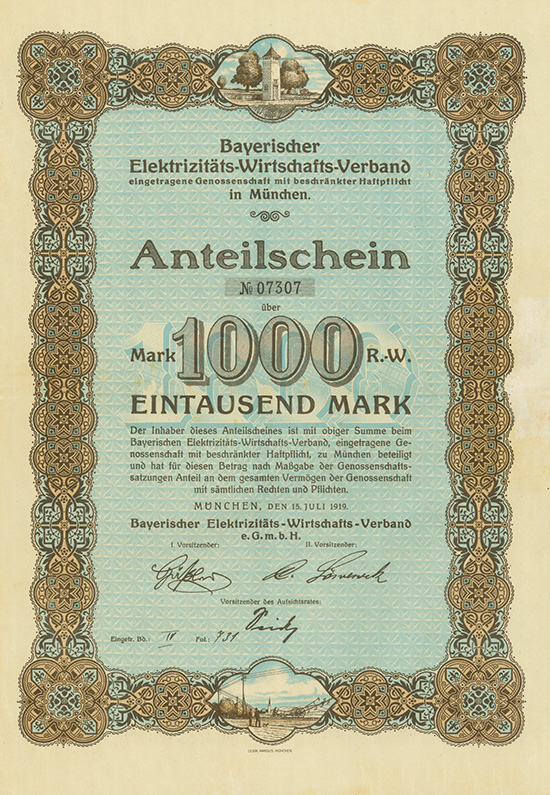 Bayerischer
Elektrizitäts-Wirtschafts-Verband
eingetragene Genossenschaft mit beschränkter Haftpflicht
in München.
Anteilschein
No 07307
über
Mark 1000 R.-W.
EINTAUSEND MARK
Der Inhaber dieses Anteilscheines ist mit obiger Summe beim
Bayerischen Elektrizitäts-Wirtschafts-Verband, eingetragene Ge-
nossenschaft mit beschränkter Haftpflicht, zu München beteiligt
und hat für diesen Betrag nach Maßgabe der Genossenschafts-
satzungen Anteil an dem gesamten Vermögen der Genossenschaft
mit sämtlichen Rechten und Pflichten.
MÜNCHEN, DEN 15. JULI 1919.
Bayerischer Elektrizitäts-Wirtschafts-Verband
e. G. m. b. H.
I. Vorsitzender: II. Vorsitzender:
Vorsitzender des Aufsichtsrates:
Eingetr. Bd.: IV Fol.: 731
MÜNCHEN